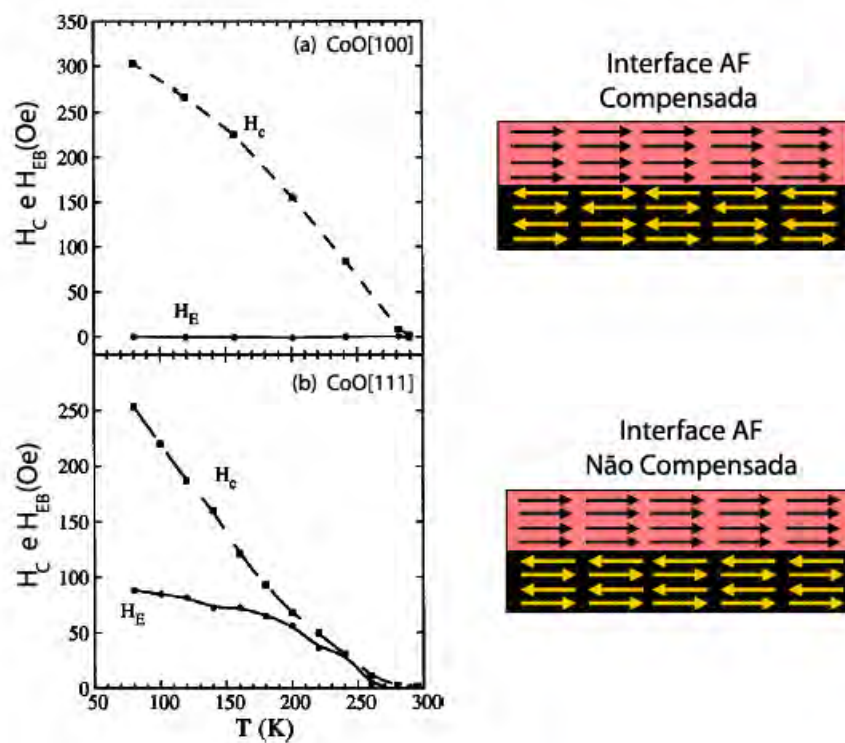 350
300
250
200
150
100
50
0
H_C e H_EB(Oe)
(a) CoO[100]
H_c
H_E
Interface AF
Compensada
250
200
150
100
50
0
H_C e H_EB(Oe)
(b) CoO[111]
H_c
H_E
50 100 150 200 250 300
T (K)
Interface AF
Não Compensada